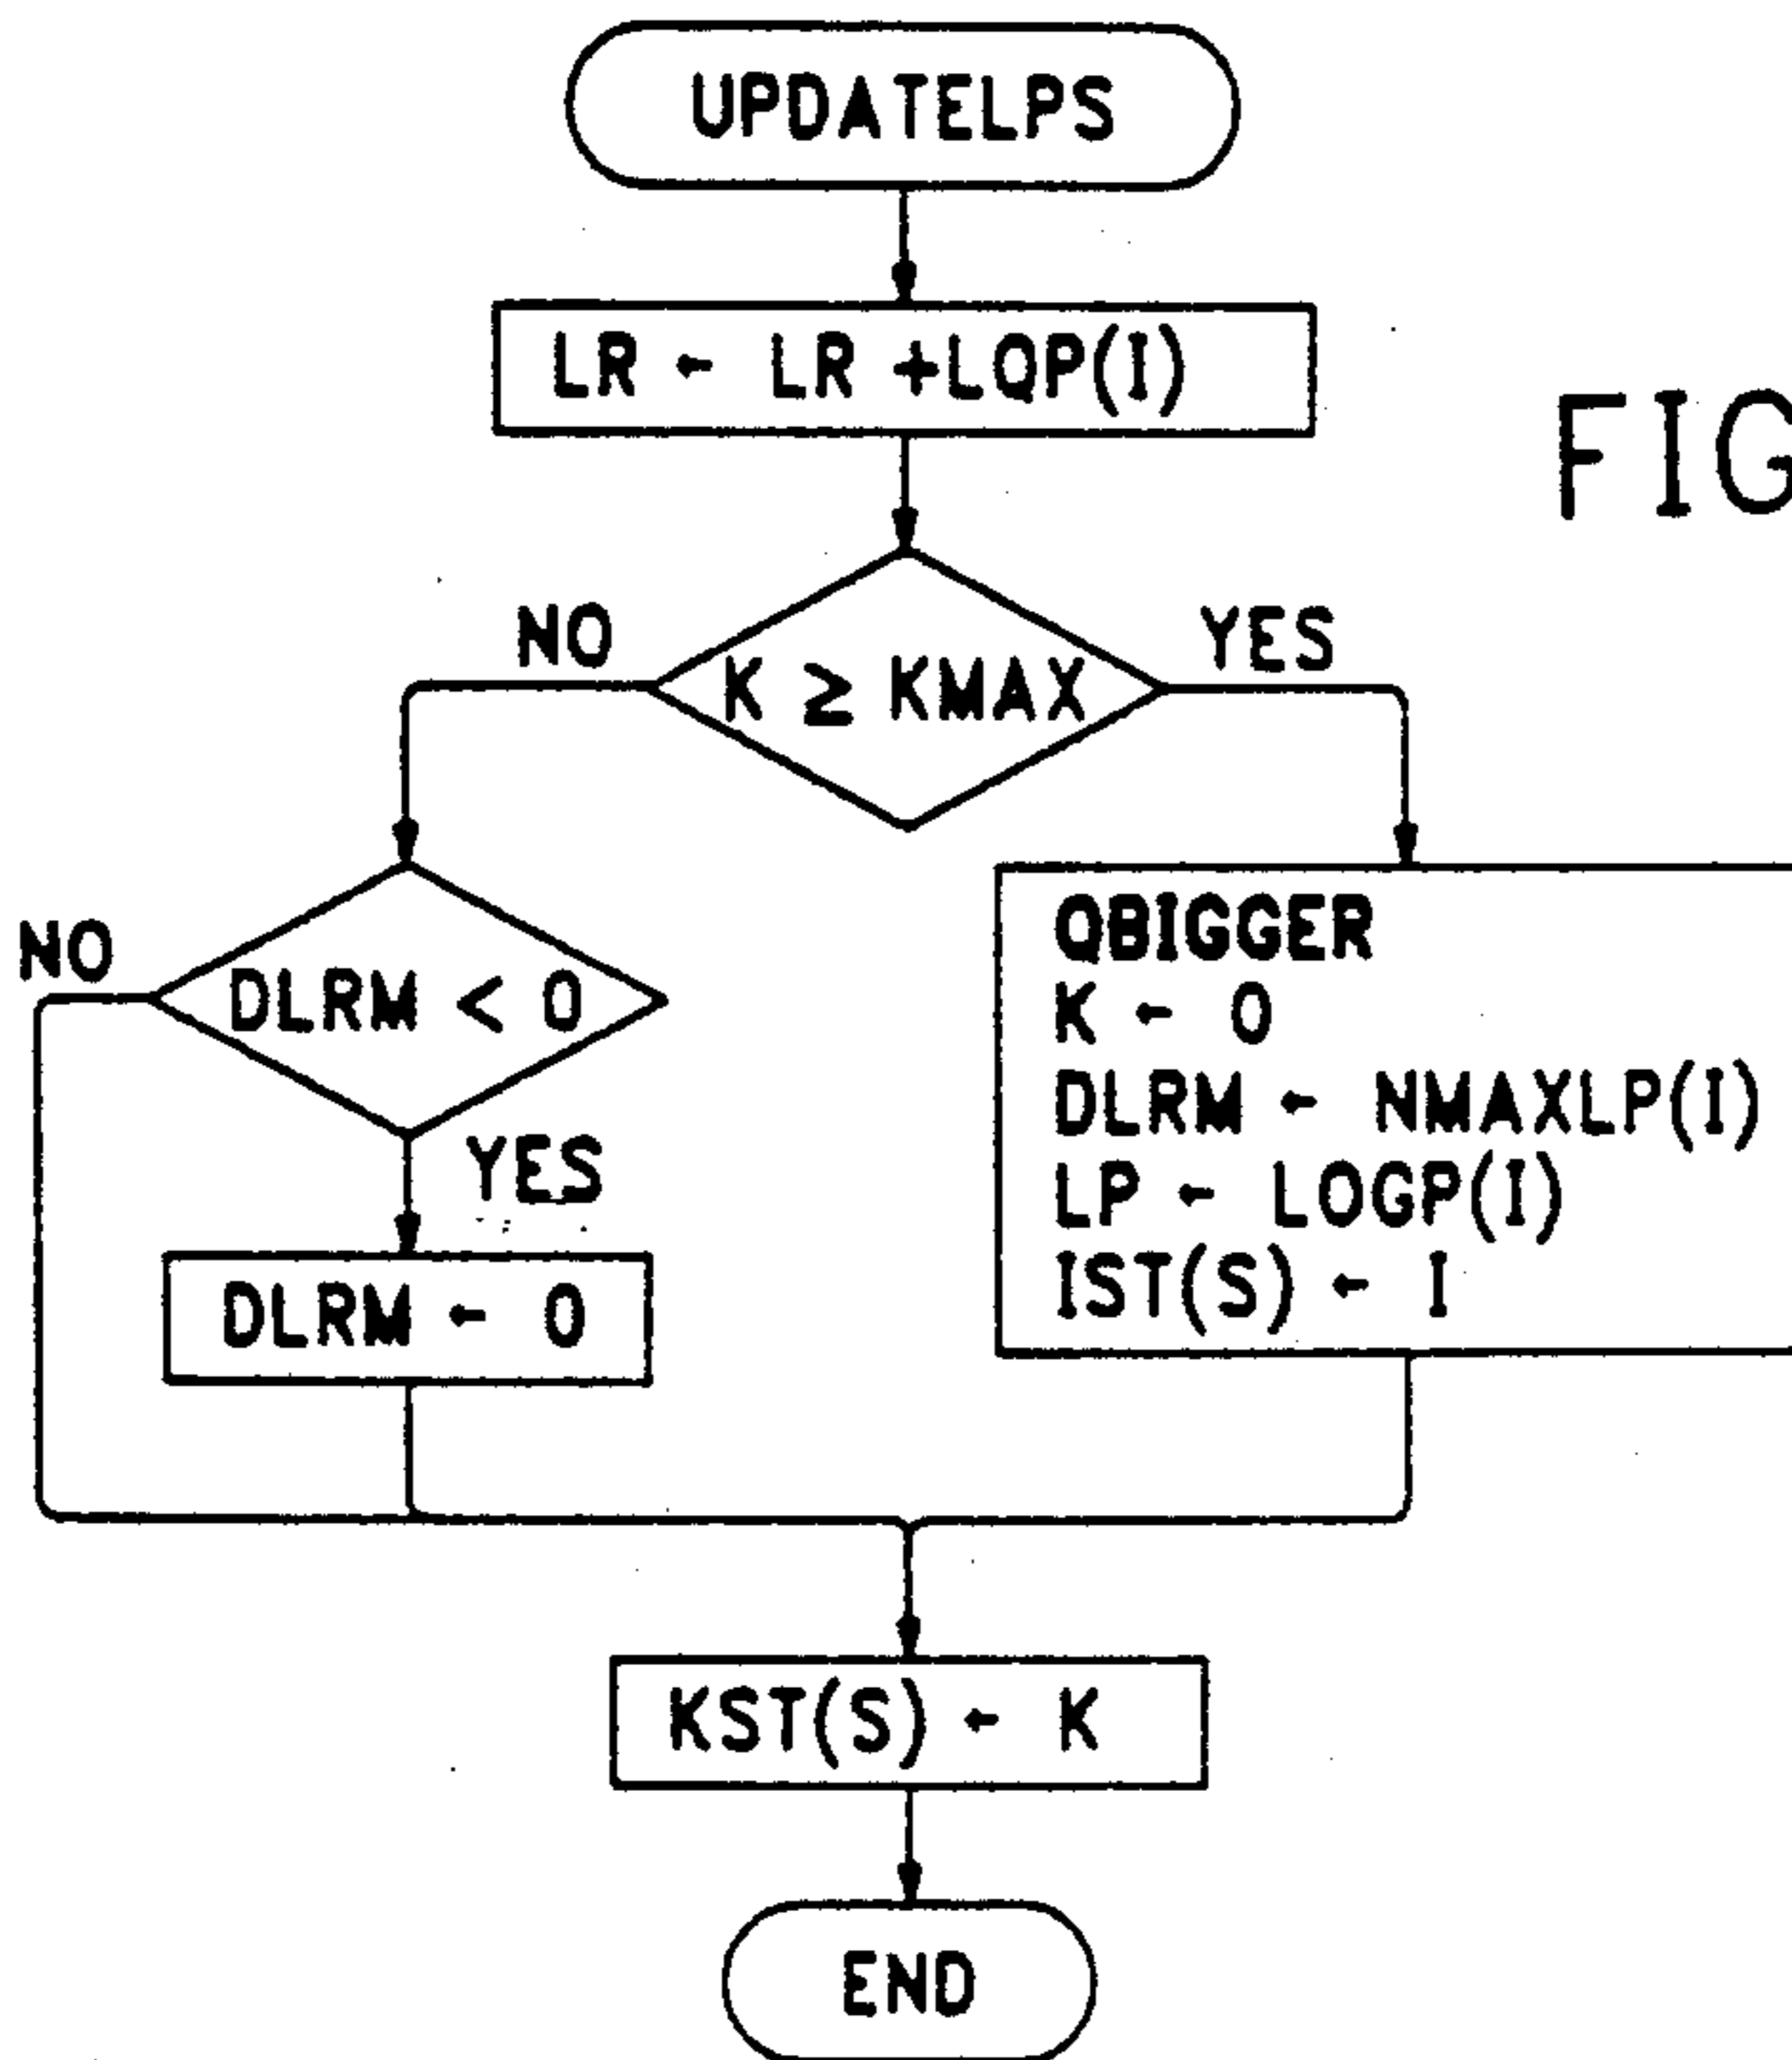 UPDATELPS
LR ← LR +LQP(I)
FIG
NO
YES
K ≥ KMAX
NO
DLRM < 0
YES
DLRM ← 0
QBIGGER
K ← 0
DLRM ← NMAXLP(I)
LP ← LOGP(I)
IST(S) ← I
KST(S) ← K
END